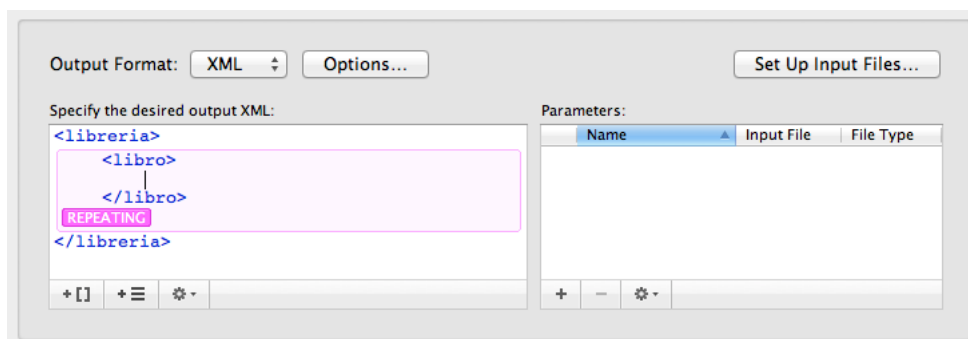 Output Format: XML Options... Set Up Input Files...
Specify the desired output XML:
<libreria>
<libro>
</libro>
REPEATING
</libreria>
+[] +
Parameters:
Name Input File File Type
+ −